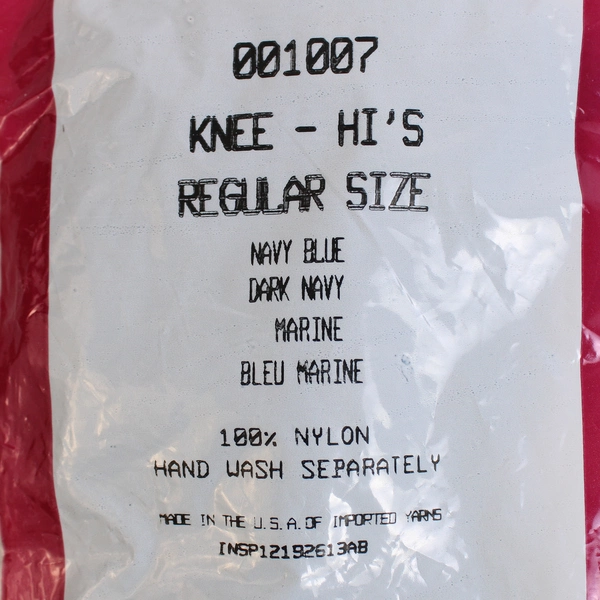 001007
KNEE - HI'S
REGULAR SIZE
NAVY BLUE
DARK NAVY
MARINE
BLEU MARINE
100% NYLON
HAND WASH SEPARATELY
MADE IN THE U.S.A. OF IMPORTED YARNS
INSP12192613AB